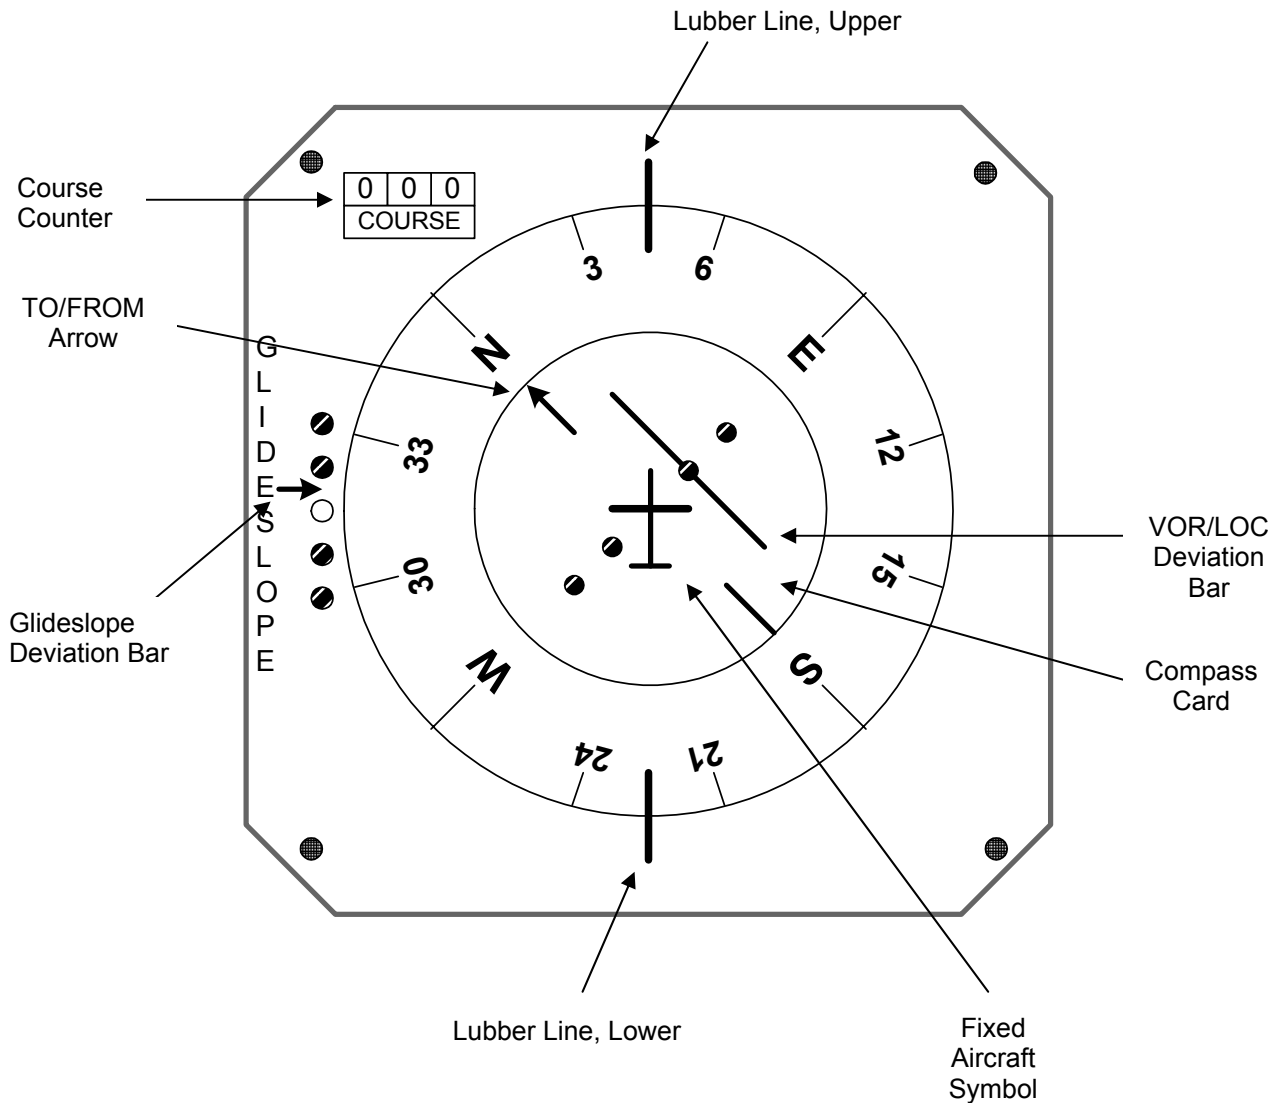 Lubber Line, Upper
Course
Counter
0 0 0
COURSE
TO/FROM
Arrow
G
L
I
D
E
S
L
O
P
E
3
6
N
E
33
12
30
15
W
S
24
21
Glideslope
Deviation Bar
VOR/LOC
Deviation
Bar
Compass
Card
Lubber Line, Lower
Fixed
Aircraft
Symbol